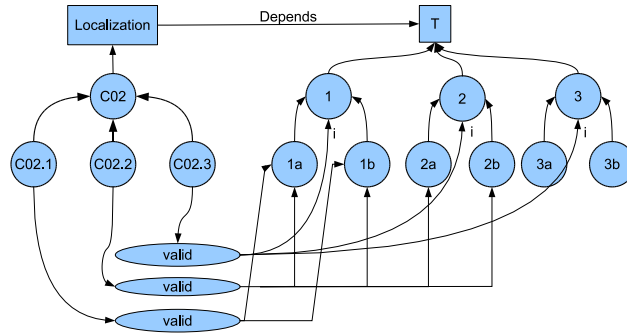 Depends
Localization
T
C02
1
2
3
i
i
i
C02.1
C02.2
C02.3
1a
1b
2a
2b
3a
3b
valid
valid
valid